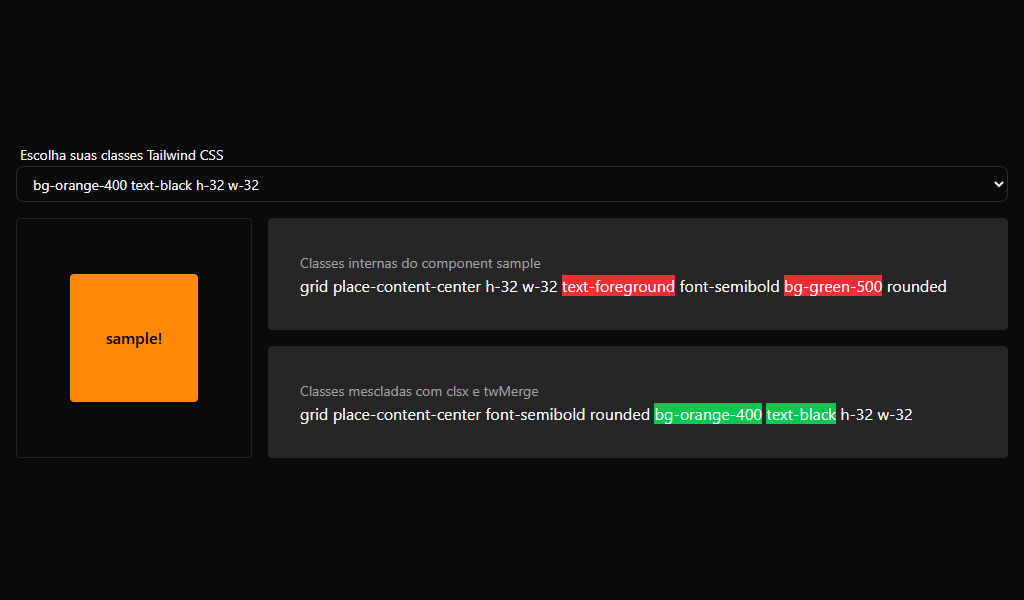 Escolha suas classes Tailwind CSS
bg-orange-400 text-black h-32 w-32
sample!
Classes internas do component sample
grid place-content-center h-32 w-32 text-foreground font-semibold bg-green-500 rounded
Classes mescladas com clsx e twMerge
grid place-content-center font-semibold rounded bg-orange-400 text-black h-32 w-32